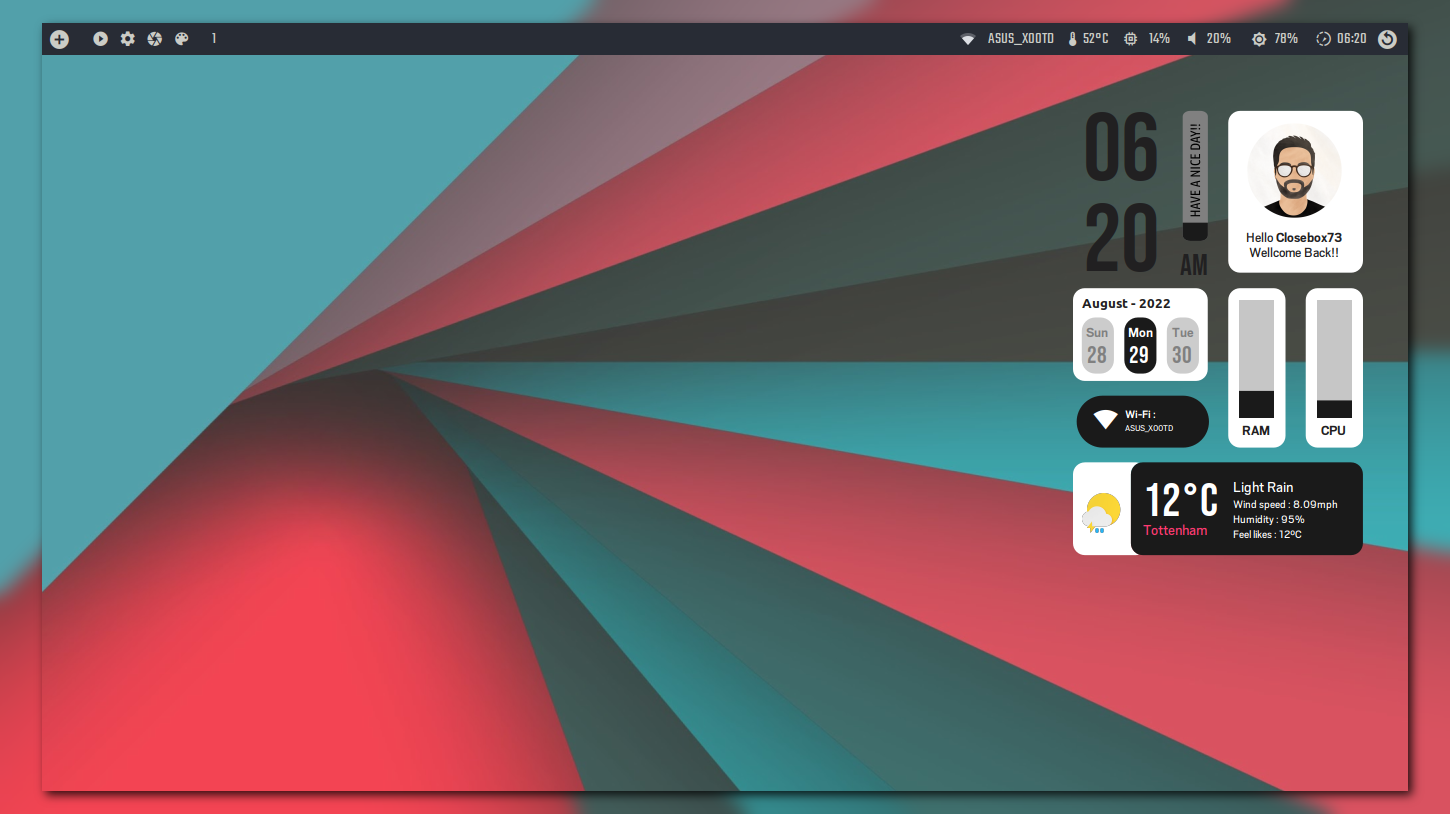 1
ASUS_X00TD
52°C
14%
20%
78%
06:20
06
20
HAVE A NICE DAY!!
AM
Hello Closebox73
Wellcome Back!!
August - 2022
Sun Mon Tue
28 29 30
Wi-Fi :
ASUS_X00TD
RAM
CPU
12°C
Tottenham
Light Rain
Wind speed : 8.09mph
Humidity : 95%
Feel likes : 12°C